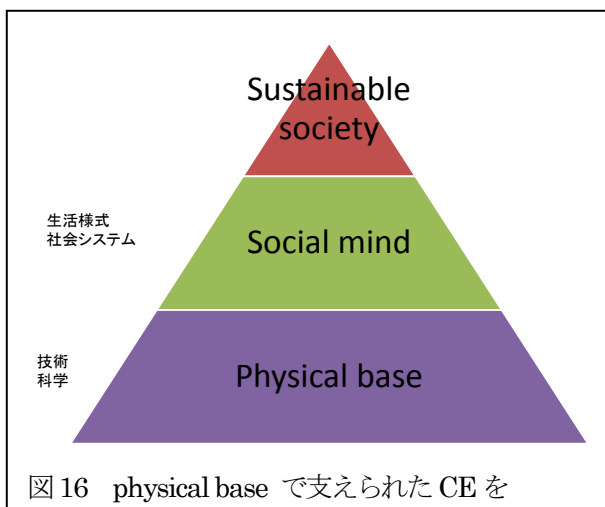 Sustainable
society
生活様式
社会システム
Social mind
技術
科学
Physical base
図16 physical base で支えられた CE を